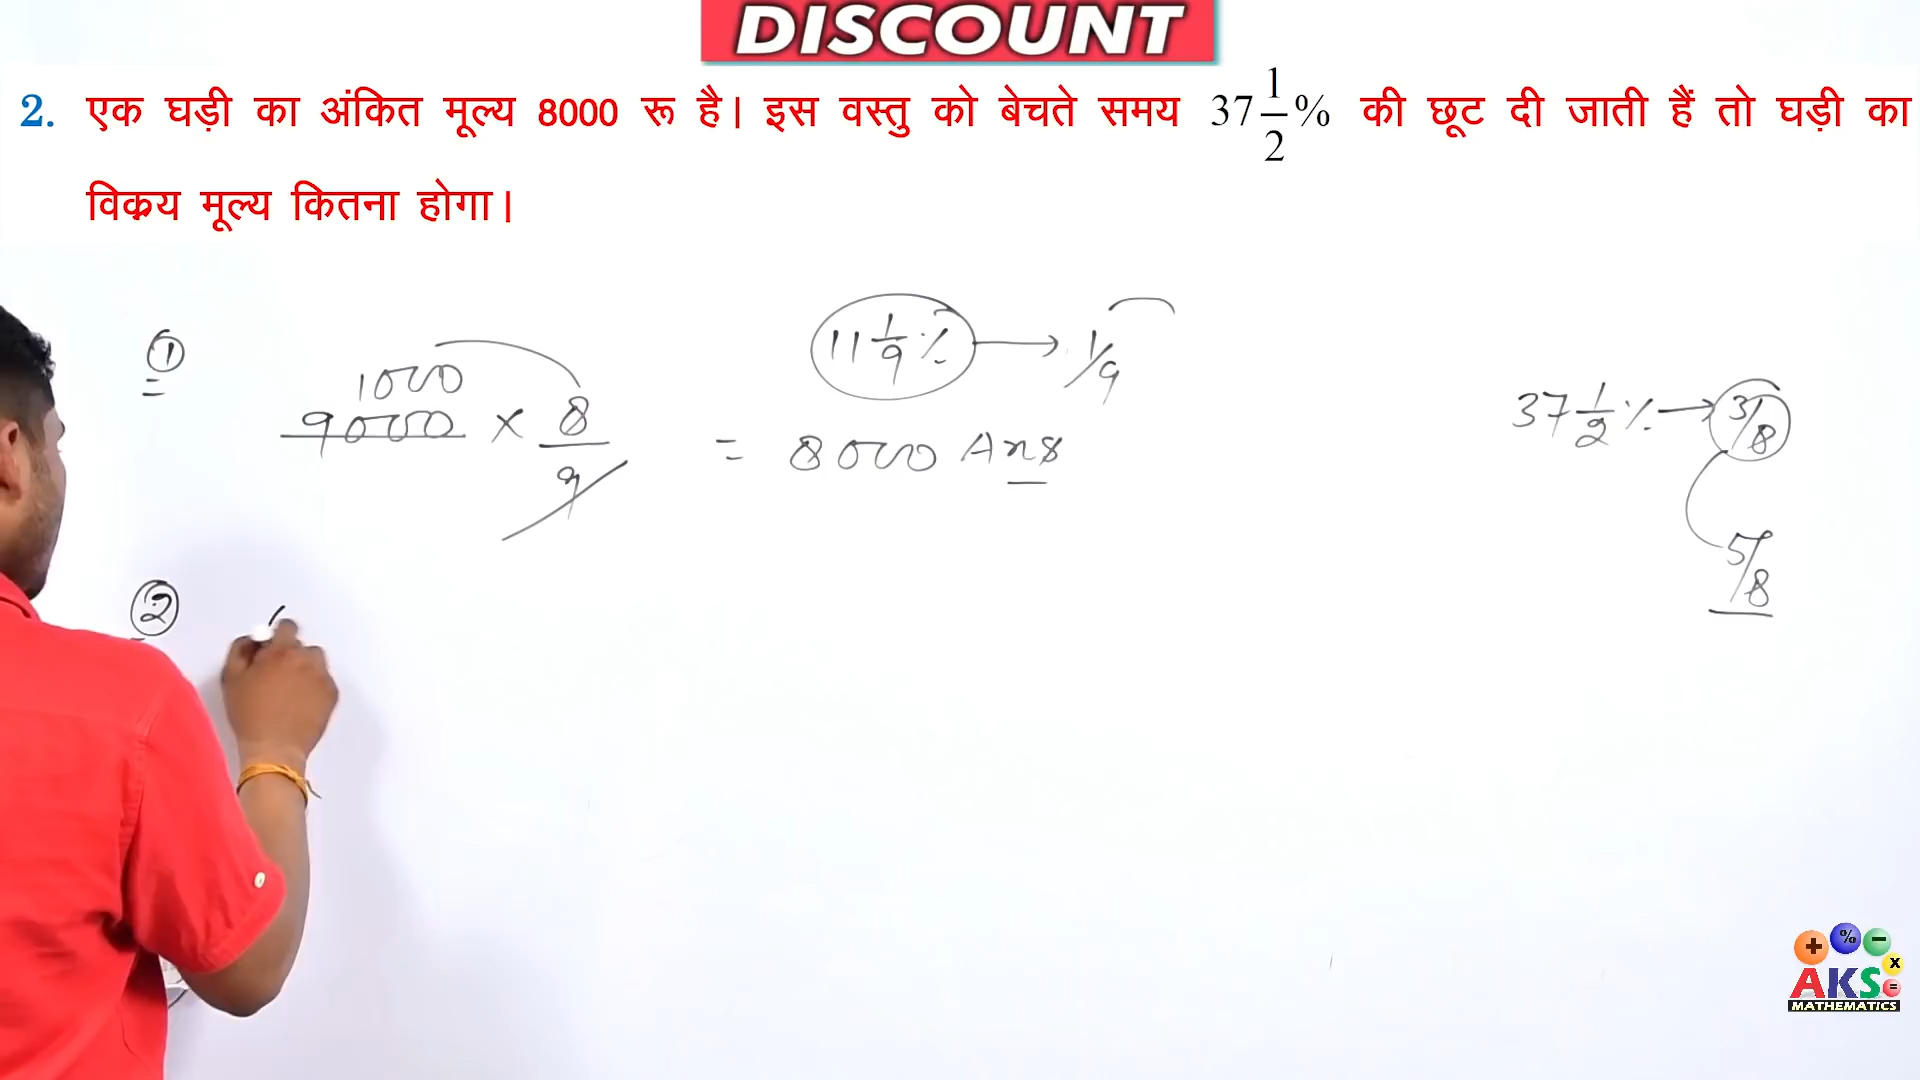 DISCOUNT
2. एक घड़ी का अंकित मूल्य 8000 रू है। इस वस्तु को बेचते समय 37 1/2 % की छूट दी जाती हैं तो घड़ी का
विक्रय मूल्य कितना होगा।
① 1000
90000 × 8/9 = 8000 Ans
11 1/9 % → 1/9
37 1/2 % → 3/8
5/8
②
+ % - x =
AKS
MATHEMATICS